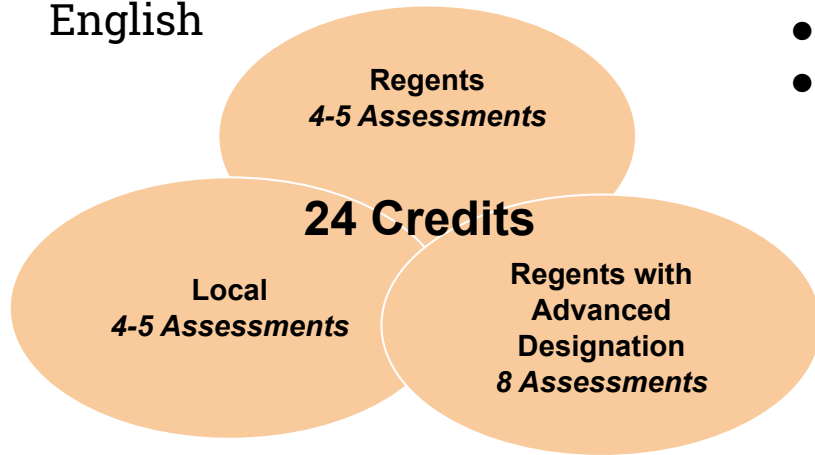 English
●
●
Regents
4-5 Assessments
24 Credits
Local
4-5 Assessments
Regents with
Advanced
Designation
8 Assessments